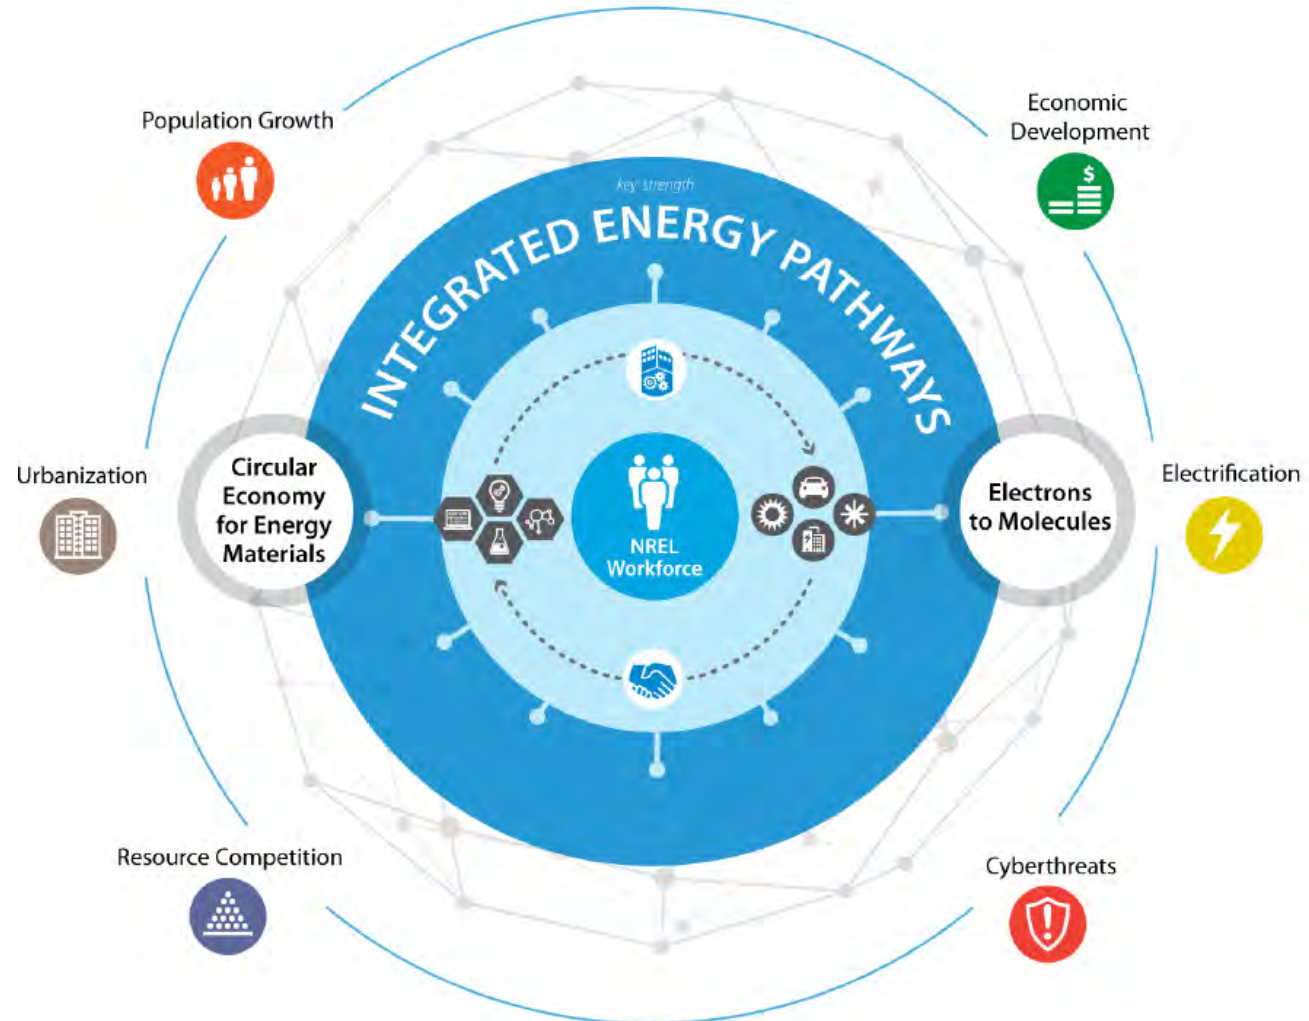 Population Growth
Economic
Development
key strength
INTEGRATED ENERGY PATHWAYS
Urbanization
Circular
Economy
for Energy
Materials
NREL
Workforce
Electrons
to Molecules
Electrification
Resource Competition
Cyberthreats
$